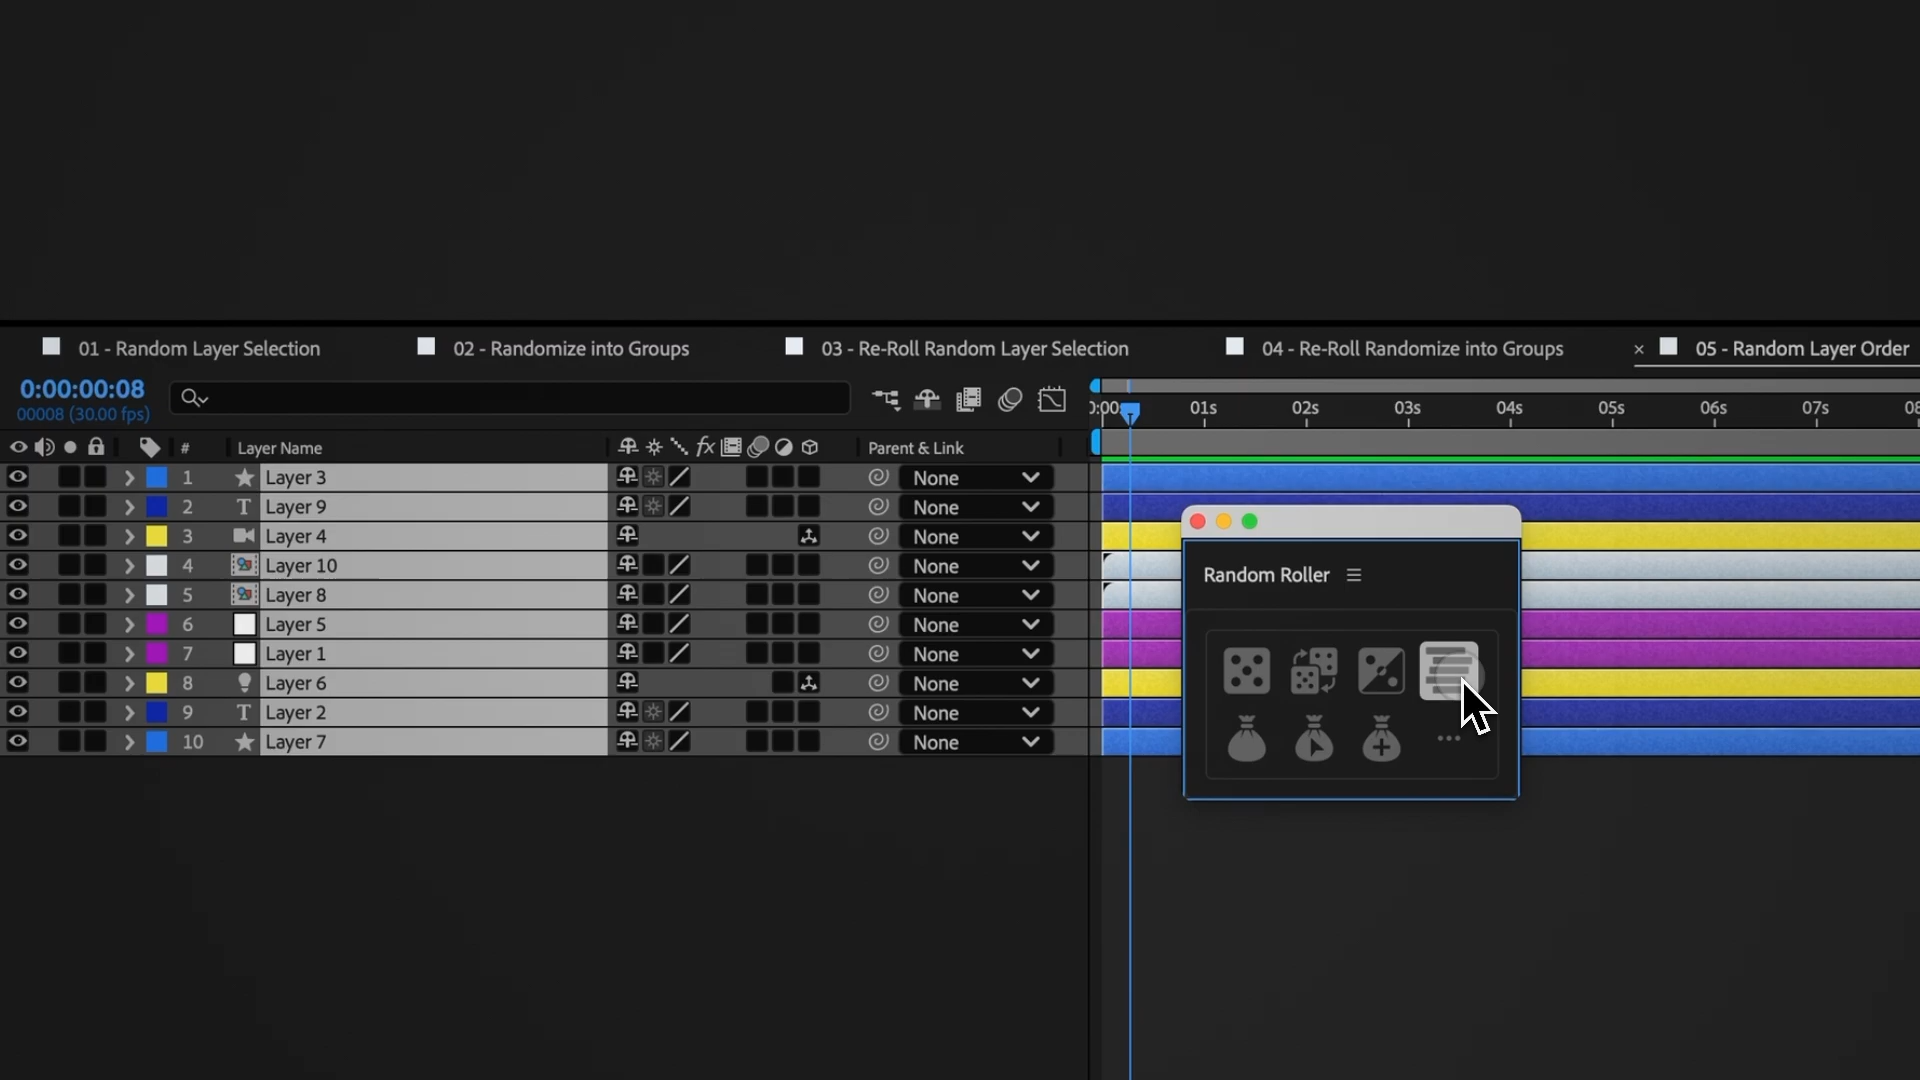 01 - Random Layer Selection
02 - Randomize into Groups
03 - Re-Roll Random Layer Selection
04 - Re-Roll Randomize into Groups
× 05 - Random Layer Order
0:00:00:08
00008 (30.00 fps)
0:00 01s 02s 03s 04s 05s 06s 07s 08
# Layer Name fx Parent & Link
1 Layer 3 None
2 T Layer 9 None
3 Layer 4 None
4 Layer 10 None
5 Layer 8 None
6 Layer 5 None
7 Layer 1 None
8 Layer 6 None
9 T Layer 2 None
10 Layer 7 None
Random Roller